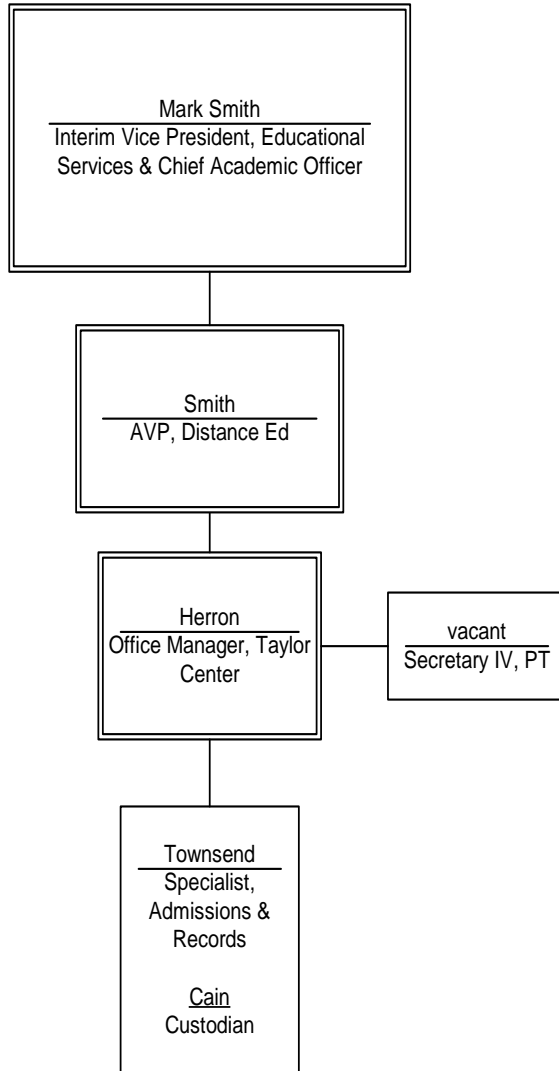 Mark Smith
Interim Vice President, Educational
Services & Chief Academic Officer
Smith
AVP, Distance Ed
Herron
Office Manager, Taylor
Center
vacant
Secretary IV, PT
Townsend
Specialist,
Admissions &
Records
Cain
Custodian